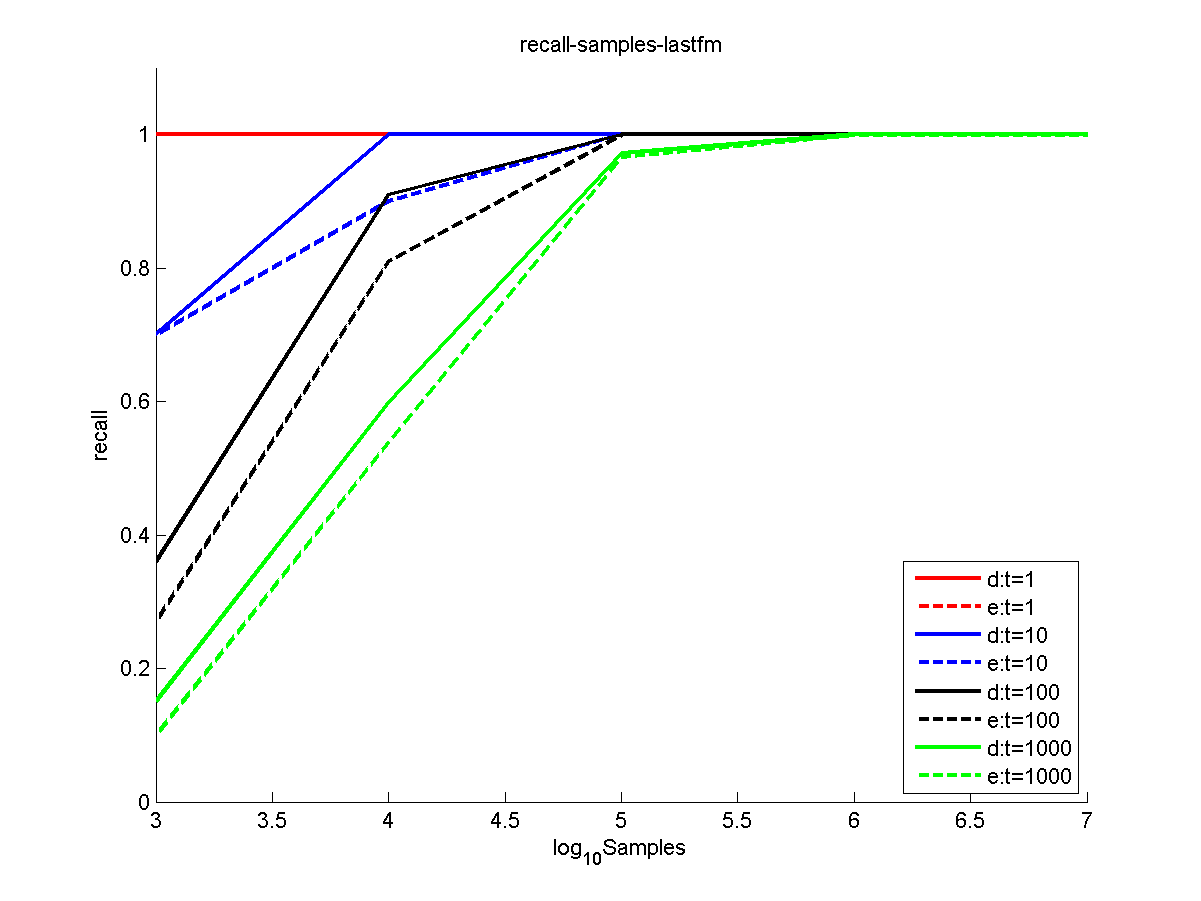 recall-samples-lastfm
1
0.8
0.6
0.4
0.2
0
recall
3 3.5 4 4.5 5 5.5 6 6.5 7
log10Samples
d:t=1
e:t=1
d:t=10
e:t=10
d:t=100
e:t=100
d:t=1000
e:t=1000